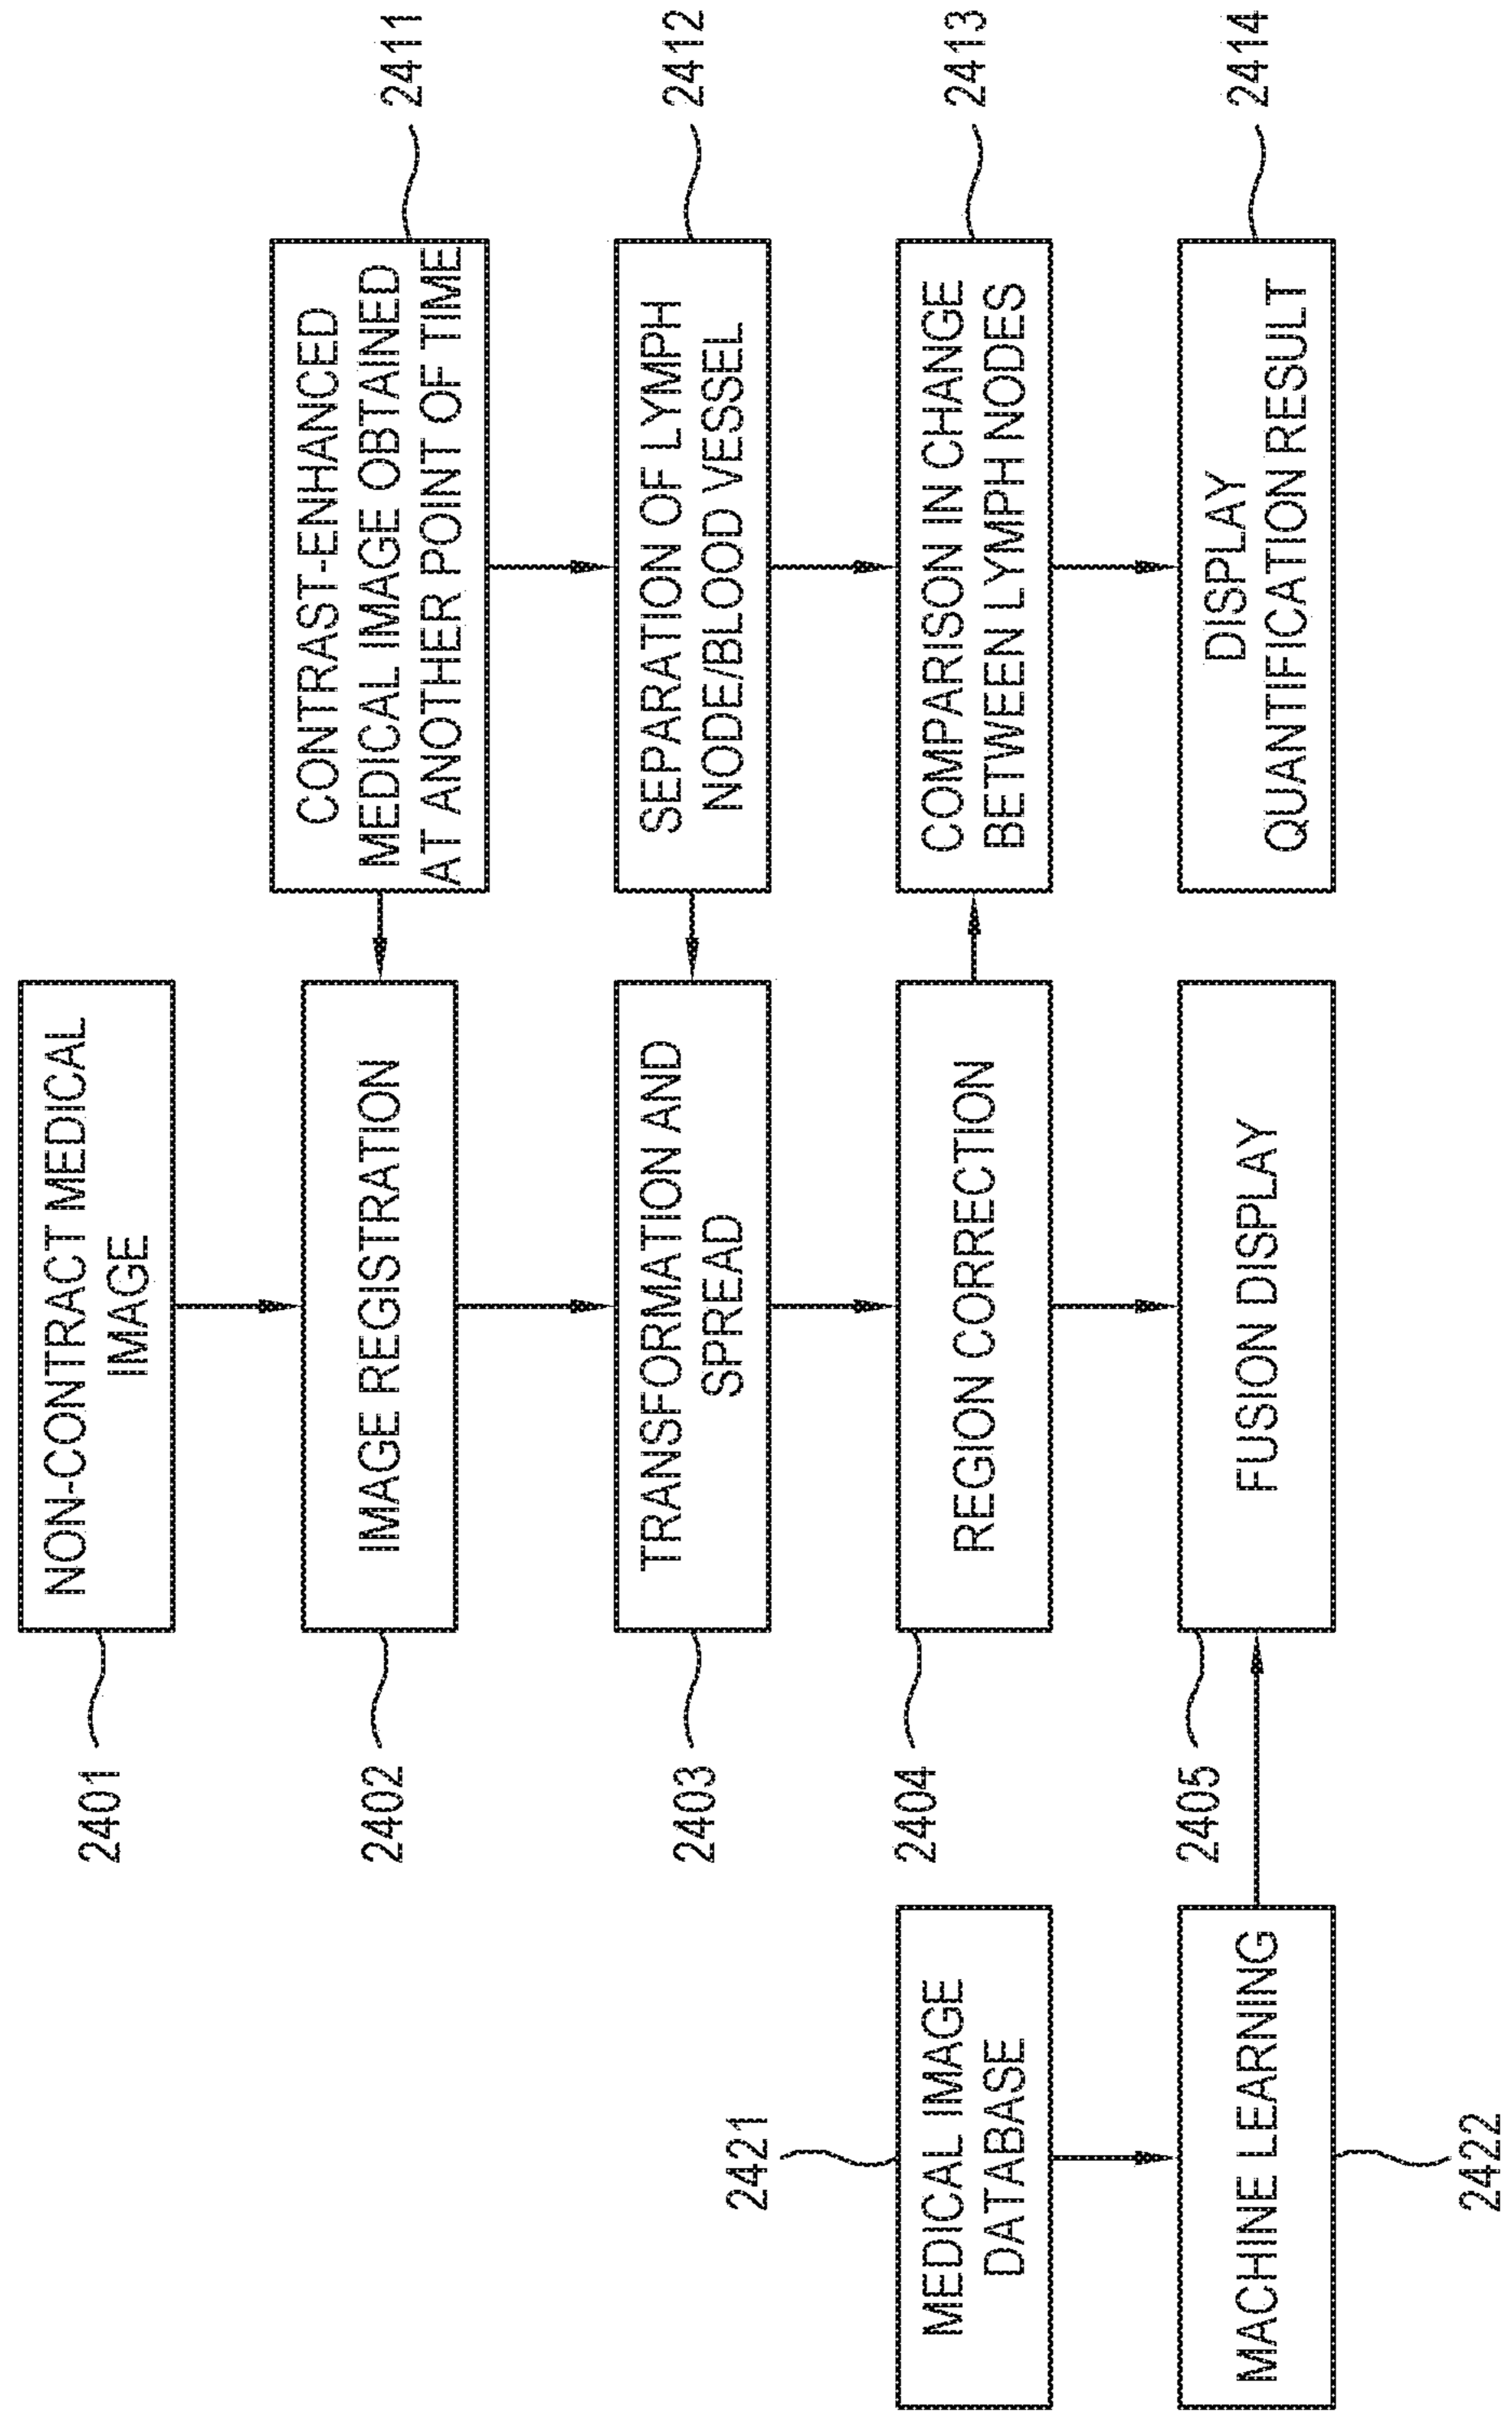 2401
NON-CONTRACT MEDICAL
IMAGE
2402
IMAGE REGISTRATION
CONTRAST-ENHANCED
MEDICAL IMAGE OBTAINED
AT ANOTHER POINT OF TIME
2411
2403
TRANSFORMATION AND
SPREAD
SEPARATION OF LYMPH
NODE/BLOOD VESSEL
2412
2421
MEDICAL IMAGE
DATABASE
2404
REGION CORRECTION
COMPARISON IN CHANGE
BETWEEN LYMPH NODES
2413
MACHINE LEARNING
2422
2405
FUSION DISPLAY
DISPLAY
QUANTIFICATION RESULT
2414